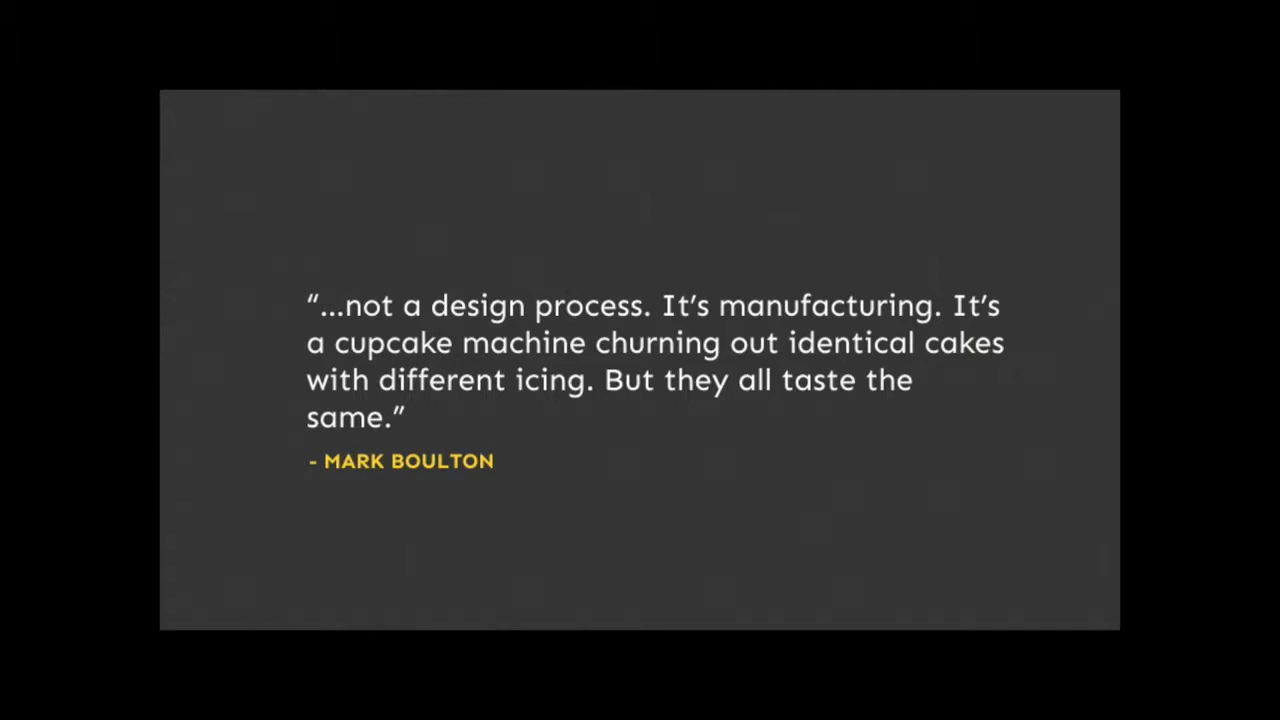 “...not a design process. It’s manufacturing. It’s
a cupcake machine churning out identical cakes
with different icing. But they all taste the
same.”
- MARK BOULTON